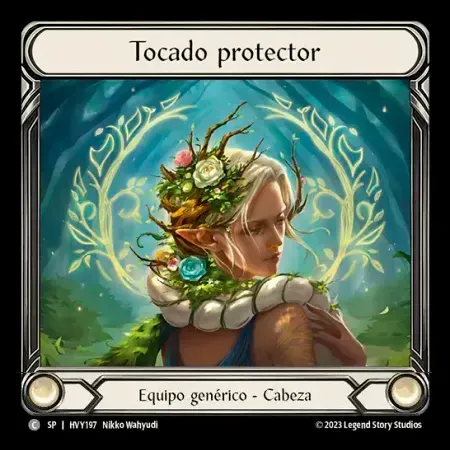 Tocado protector
Equipo genérico - Cabeza
C SP | HVY197 Nikko Wahyudi © 2023 Legend Story Studios